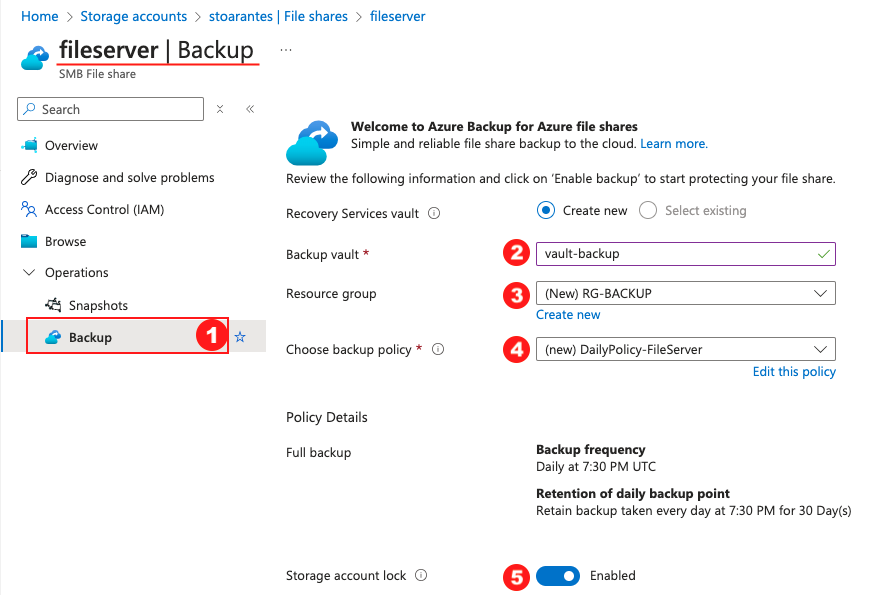 Home > Storage accounts > stoarantes | File shares > fileserver
fileserver | Backup ...
SMB File share
Search
Overview
Diagnose and solve problems
Access Control (IAM)
Browse
Operations
Snapshots
Backup 1
Welcome to Azure Backup for Azure file shares
Simple and reliable file share backup to the cloud. Learn more.
Review the following information and click on 'Enable backup' to start protecting your file share.
Recovery Services vault Create new Select existing
Backup vault * 2 vault-backup
Resource group 3 (New) RG-BACKUP
Create new
Choose backup policy * 4 (new) DailyPolicy-FileServer
Edit this policy
Policy Details
Full backup
Backup frequency
Daily at 7:30 PM UTC
Retention of daily backup point
Retain backup taken every day at 7:30 PM for 30 Day(s)
Storage account lock 5 Enabled